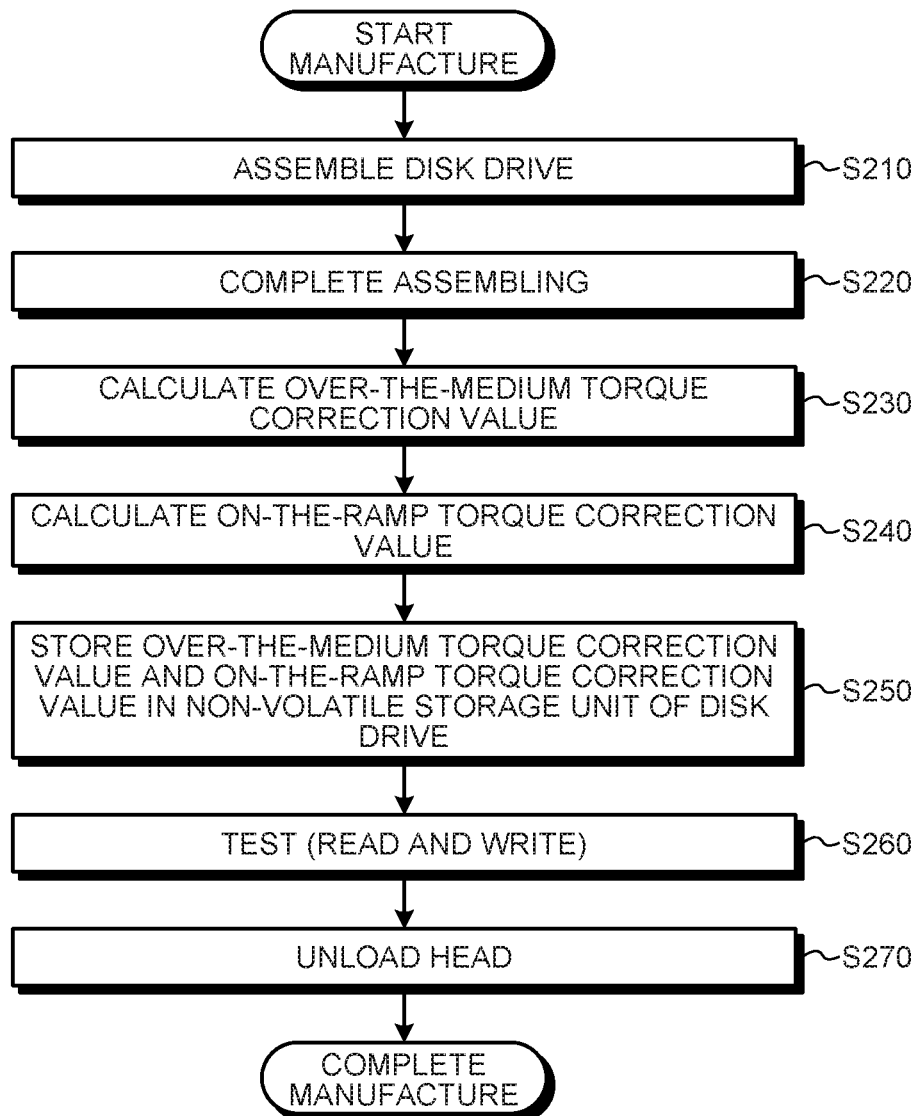 START
MANUFACTURE
ASSEMBLE DISK DRIVE
S210
COMPLETE ASSEMBLING
S220
CALCULATE OVER-THE-MEDIUM TORQUE
CORRECTION VALUE
S230
CALCULATE ON-THE-RAMP TORQUE CORRECTION
VALUE
S240
STORE OVER-THE-MEDIUM TORQUE CORRECTION
VALUE AND ON-THE-RAMP TORQUE CORRECTION
VALUE IN NON-VOLATILE STORAGE UNIT OF DISK
DRIVE
S250
TEST (READ AND WRITE)
S260
UNLOAD HEAD
S270
COMPLETE
MANUFACTURE